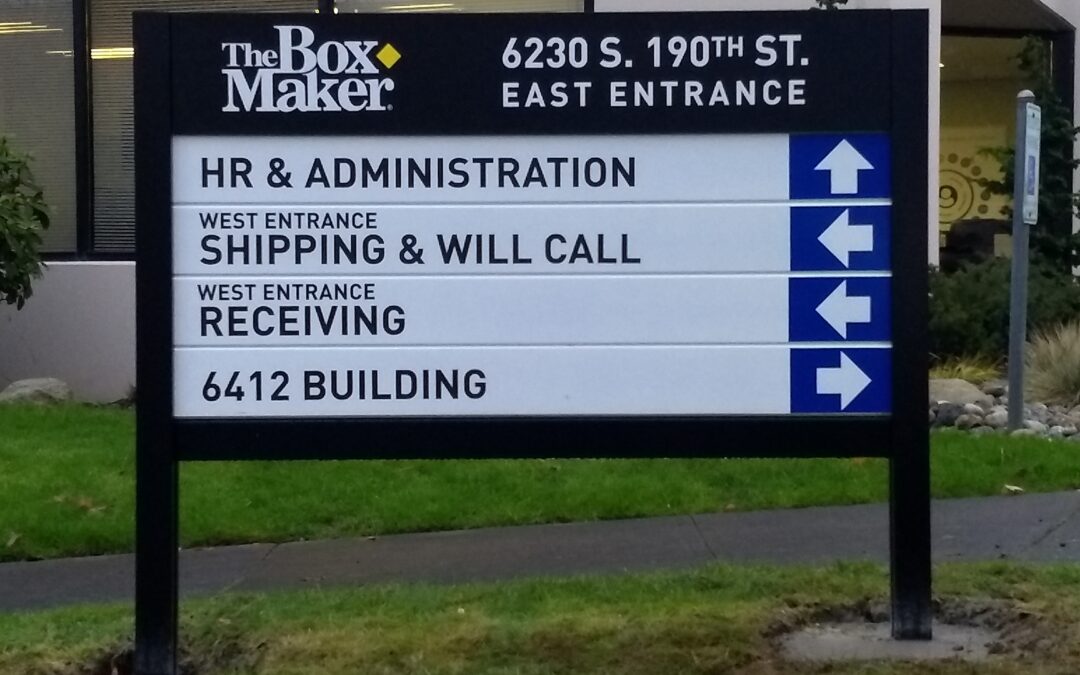 The Box
Maker
6230 S. 190TH ST.
EAST ENTRANCE
HR & ADMINISTRATION
WEST ENTRANCE
SHIPPING & WILL CALL
WEST ENTRANCE
RECEIVING
6412 BUILDING